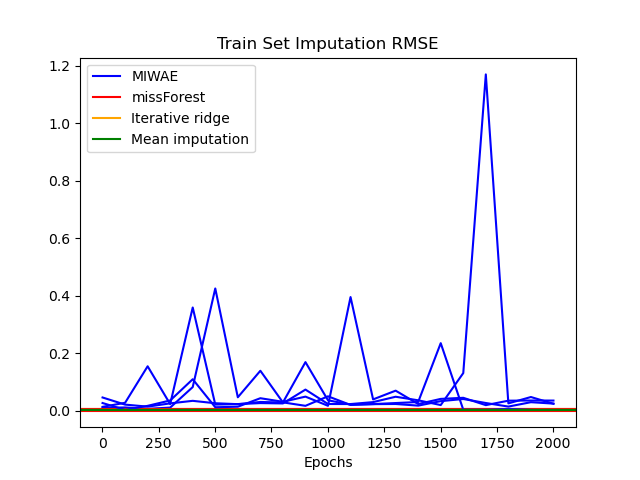 Train Set Imputation RMSE
MIWAE
missForest
Iterative ridge
Mean imputation
1.2
1.0
0.8
0.6
0.4
0.2
0.0
0 250 500 750 1000 1250 1500 1750 2000
Epochs